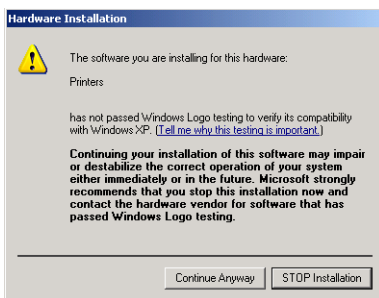 Hardware Installation
The software you are installing for this hardware:
Printers
has not passed Windows Logo testing to verify its compatibility
with Windows XP. (Tell me why this testing is important.)
Continuing your installation of this software may impair
or destabilize the correct operation of your system
either immediately or in the future. Microsoft strongly
recommends that you stop this installation now and
contact the hardware vendor for software that has
passed Windows Logo testing.
Continue Anyway
STOP Installation